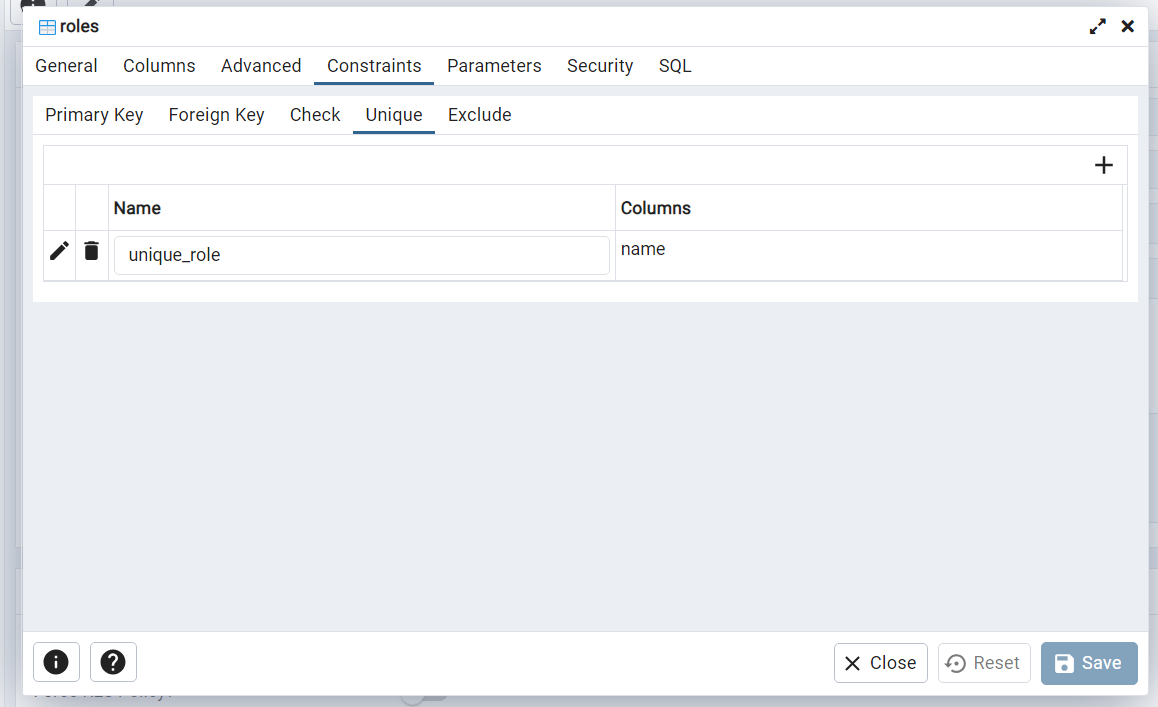 roles
General Columns Advanced Constraints Parameters Security SQL
Primary Key Foreign Key Check Unique Exclude
Name Columns
unique_role name
Close Reset Save